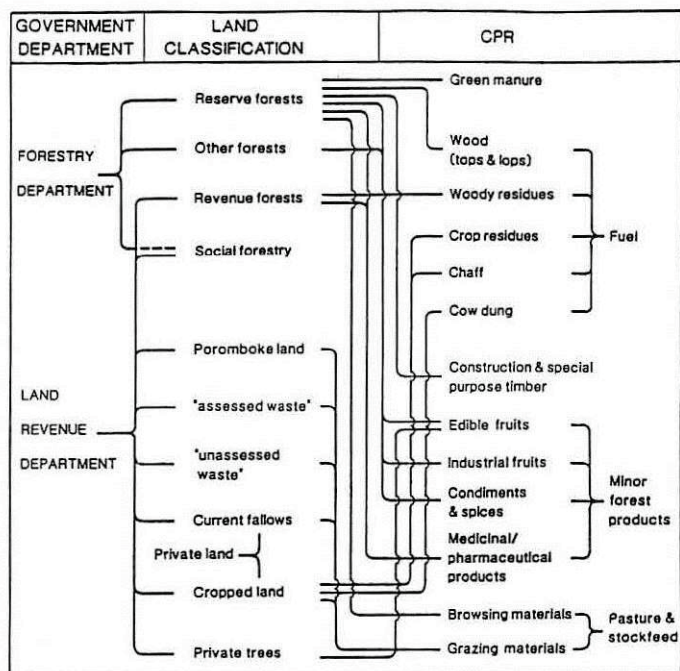 GOVERNMENT
DEPARTMENT
LAND
CLASSIFICATION
CPR
FORESTRY
DEPARTMENT
LAND
REVENUE
DEPARTMENT
Reserve forests
Other forests
Revenue forests
Social forestry
Poromboke land
"assessed waste"
"unassessed
waste"
Current fallows
Private land
Cropped land
Private trees
Green manure
Wood
(tops & lops)
Woody residues
Crop residues
Chaff
Cow dung
Construction & special
purpose timber
Edible fruits
Industrial fruits
Condiments
& spices
Medicinal/
pharmaceutical
products
Browsing materials
Grazing materials
Fuel
Minor
forest
products
Pasture &
stockfeed